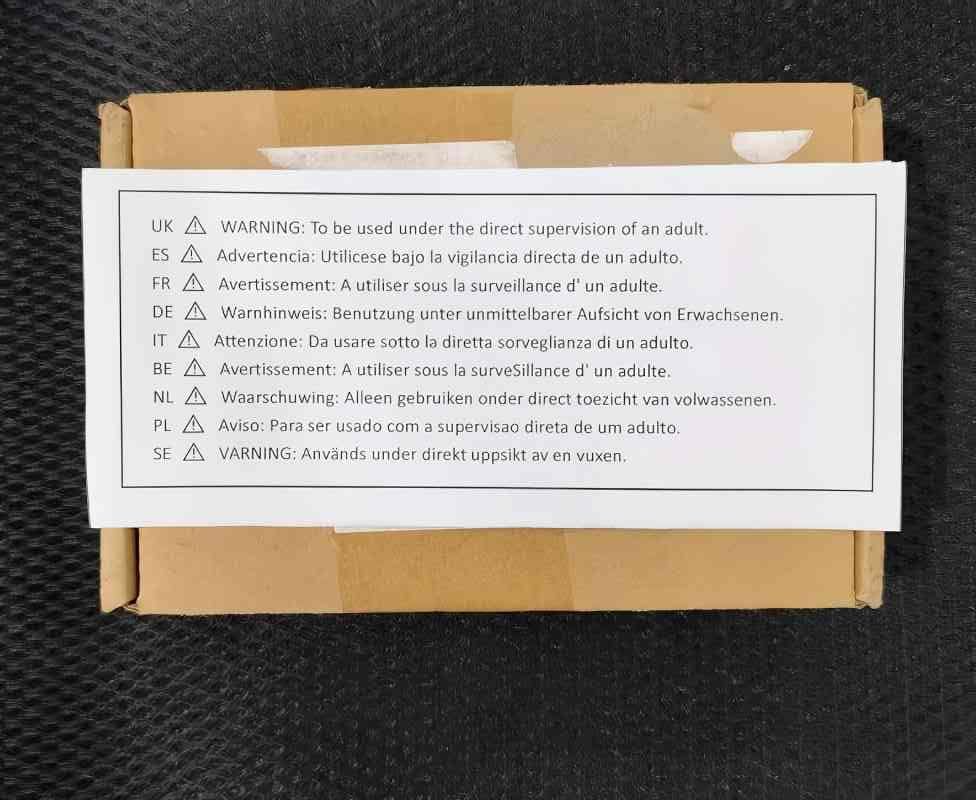 UK ⚠ WARNING: To be used under the direct supervision of an adult.
ES ⚠ Advertencia: Utilicese bajo la vigilancia directa de un adulto.
FR ⚠ Avertissement: A utiliser sous la surveillance d' un adulte.
DE ⚠ Warnhinweis: Benutzung unter unmittelbarer Aufsicht von Erwachsenen.
IT ⚠ Attenzione: Da usare sotto la diretta sorveglianza di un adulto.
BE ⚠ Avertissement: A utiliser sous la surveSillance d' un adulte.
NL ⚠ Waarschuwing: Alleen gebruiken onder direct toezicht van volwassenen.
PL ⚠ Aviso: Para ser usado com a supervisao direta de um adulto.
SE ⚠ VARNING: Används under direkt uppsikt av en vuxen.